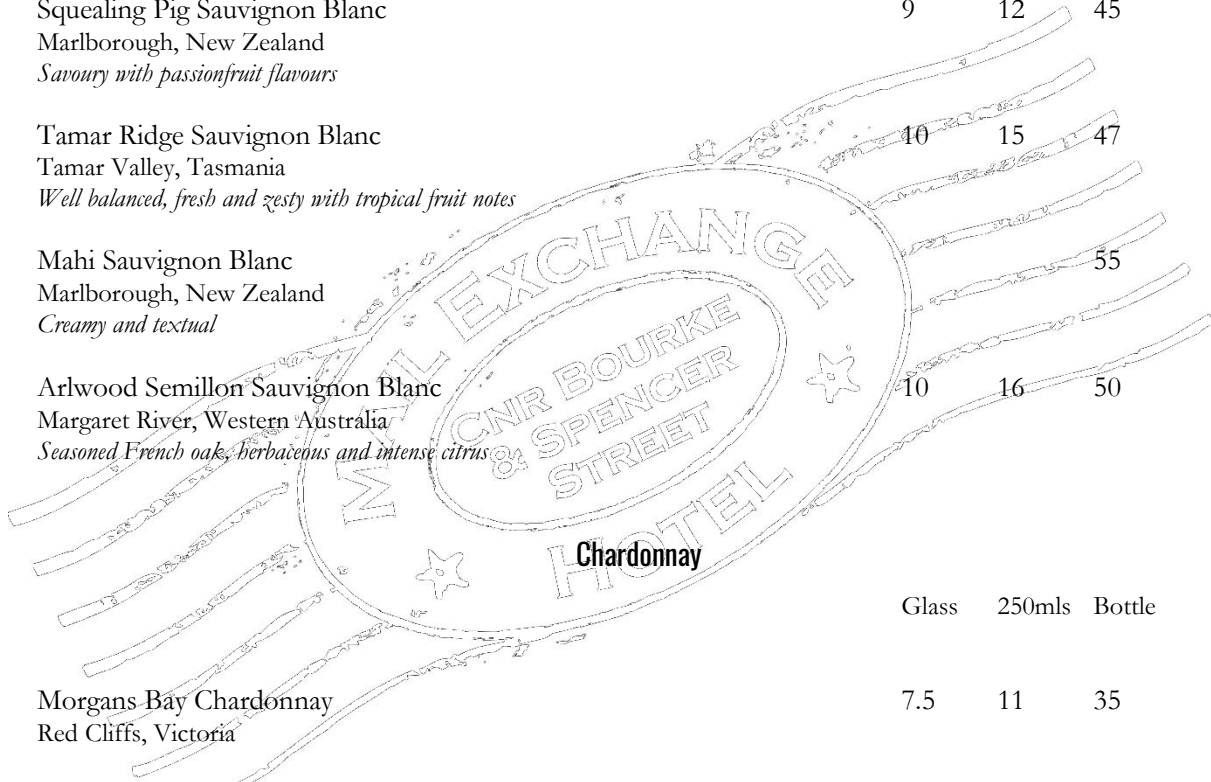 Squealing Pig Sauvignon Blanc 9 12 45
Marlborough, New Zealand
Savoury with passionfruit flavours
Tamar Ridge Sauvignon Blanc 10 15 47
Tamar Valley, Tasmania
Well balanced, fresh and zesty with tropical fruit notes
Mahi Sauvignon Blanc 55
Marlborough, New Zealand
Creamy and textual
Arlwood Semillon Sauvignon Blanc 10 16 50
Margaret River, Western Australia
Seasoned French oak, herbaceous and intense citrus
MAIL EXCHANGE
CNR BOURKE
& SPENCER
STREET
HOTEL
Chardonnay
Glass 250mls Bottle
Morgans Bay Chardonnay 7.5 11 35
Red Cliffs, Victoria